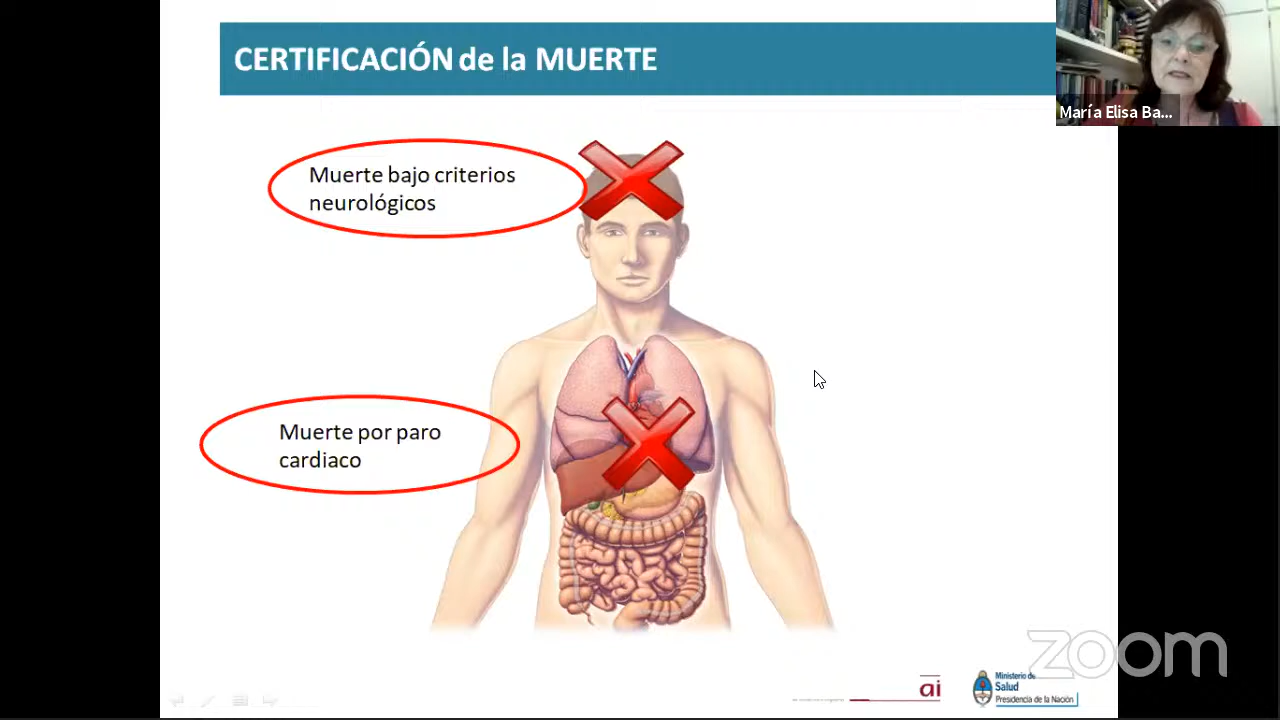 CERTIFICACIÓN de la MUERTE
María Elisa Ba...
Muerte bajo criterios
neurológicos
Muerte por paro
cardiaco
zoom
ai
Ministerio de
Salud
Presidencia de la Nación